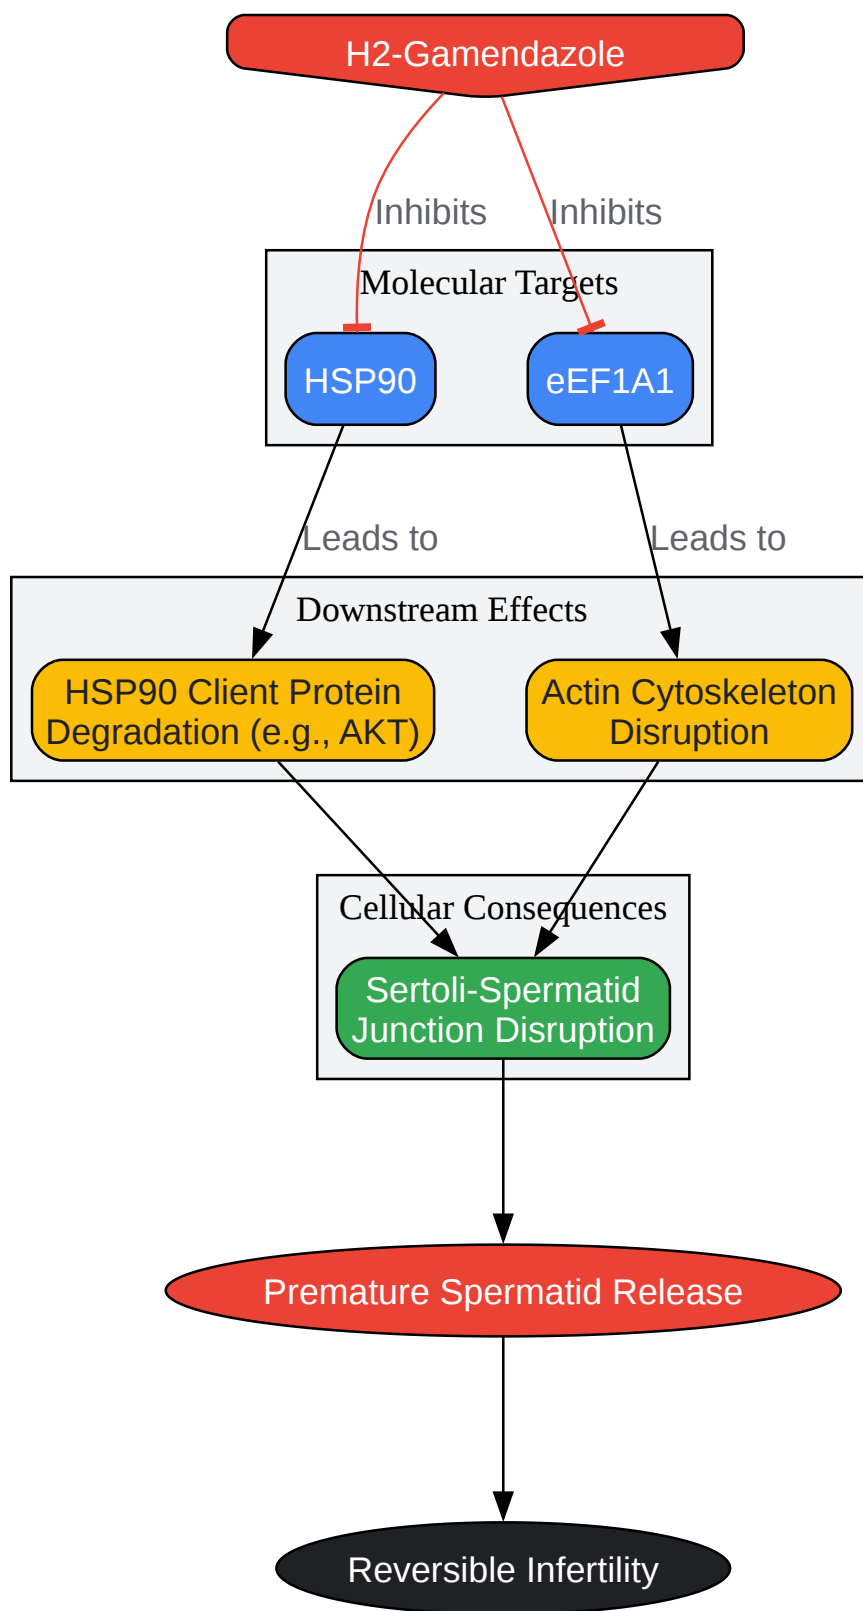 H2-Gamendazole
Inhibits
Inhibits
Molecular Targets
HSP90
eEF1A1
Leads to
Leads to
Downstream Effects
HSP90 Client Protein
Degradation (e.g., AKT)
Actin Cytoskeleton
Disruption
Cellular Consequences
Sertoli-Spermatid
Junction Disruption
Premature Spermatid Release
Reversible Infertility